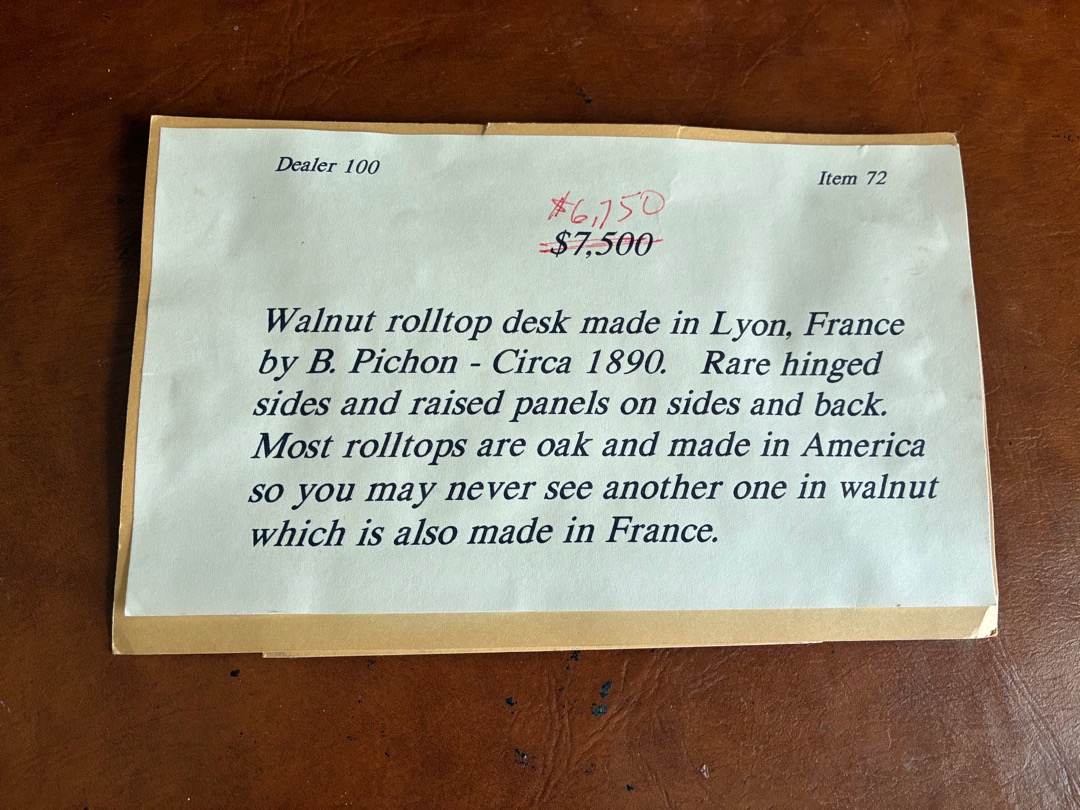 Dealer 100
Item 72
$6,750
$7,500
Walnut rolltop desk made in Lyon, France
by B. Pichon - Circa 1890. Rare hinged
sides and raised panels on sides and back.
Most rolltops are oak and made in America
so you may never see another one in walnut
which is also made in France.